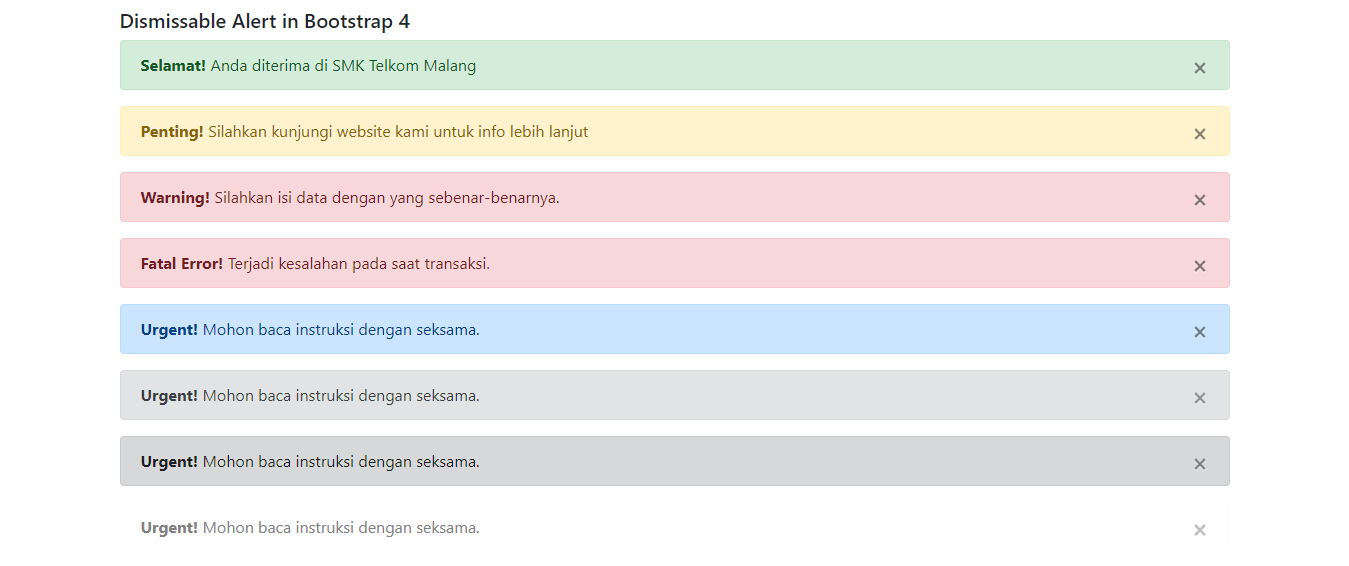 Dismissable Alert in Bootstrap 4
Selamat! Anda diterima di SMK Telkom Malang ×
Penting! Silahkan kunjungi website kami untuk info lebih lanjut ×
Warning! Silahkan isi data dengan yang sebenar-benarnya. ×
Fatal Error! Terjadi kesalahan pada saat transaksi. ×
Urgent! Mohon baca instruksi dengan seksama. ×
Urgent! Mohon baca instruksi dengan seksama. ×
Urgent! Mohon baca instruksi dengan seksama. ×
Urgent! Mohon baca instruksi dengan seksama. ×